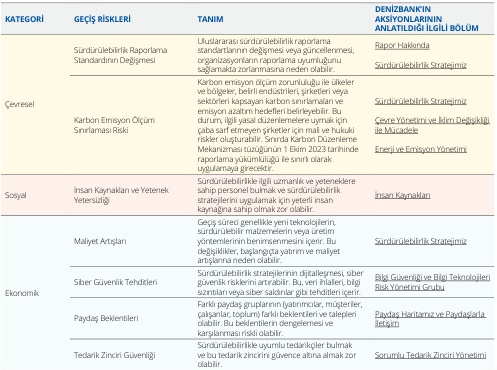 KATEGORİ
GEÇİŞ RİSKLERİ
TANIM
DENİZBANK'IN
AKSİYONLARININ
ANLATILDIĞI İLGİLİ BÖLÜM
Çevresel
Sürdürülebilirlik Raporlama
Standardının Değişmesi
Uluslararası sürdürülebilirlik raporlama
standartlarının değişmesi veya güncellenmesi,
organizasyonların raporlama uyumluğunu
sağlamakta zorlanmasına neden olabilir.
Rapor Hakkında
Sürdürülebilirlik Stratejimiz
Karbon Emisyon Ölçüm
Sınırlaması Riski
Karbon emisyon ölçüm zorunluluğu ile ülkeler
ve bölgeler, belirli endüstrileri, şirketleri veya
sektörleri kapsayan karbon sınırlamaları ve
emisyon azaltım hedefleri belirleyebilir. Bu
durum, ilgili yasal düzenlemelere uymak için
çaba sarf etmeyen şirketler için mali ve hukuki
riskler oluşturabilir. Sınırda Karbon Düzenleme
Mekanizması tüzüğünün 1 Ekim 2023 tarihinde
raporlama yükümlülüğü ile sınırlı olarak
uygulamaya girecektir.
Sürdürülebilirlik Stratejimiz
Çevre Yönetimi ve İklim Değişikliği
ile Mücadele
Enerji ve Emisyon Yönetimi
Sosyal
İnsan Kaynakları ve Yetenek
Yetersizliği
Sürdürülebilirlikle ilgili uzmanlık ve yeteneklere
sahip personel bulmak ve sürdürülebilirlik
stratejilerini uygulamak için yeterli insan
kaynağına sahip olmak zor olabilir.
İnsan Kaynakları
Ekonomik
Maliyet Artışları
Geçiş süreci genellikle yeni teknolojilerin,
sürdürülebilir malzemelerin veya üretim
yöntemlerinin benimsenmesini içerir. Bu
değişiklikler, başlangıçta yatırım ve maliyet
artışlarına neden olabilir.
Sürdürülebilirlik Stratejimiz
Siber Güvenlik Tehditleri
Sürdürülebilirlik stratejilerinin dijitalleşmesi, siber
güvenlik risklerini artırabilir. Bu, veri ihlalleri, bilgi
sızıntıları veya siber saldırılar gibi tehditleri içerir.
Bilgi Güvenliği ve Bilgi Teknolojileri
Risk Yönetimi Grubu
Paydaş Beklentileri
Farklı paydaş gruplarının (yatırımcılar, müşteriler,
çalışanlar, toplum) farklı beklentileri ve talepleri
olabilir. Bu beklentilerin dengelemesi ve
karşılanması riskli olabilir.
Paydaş Haritamız ve Paydaşlarla
İletişim
Tedarik Zinciri Güvenliği
Sürdürülebilirlikle uyumlu tedarikçiler bulmak
ve bu tedarik zincirini güvence altına almak zor
olabilir.
Sorumlu Tedarik Zinciri Yönetimi